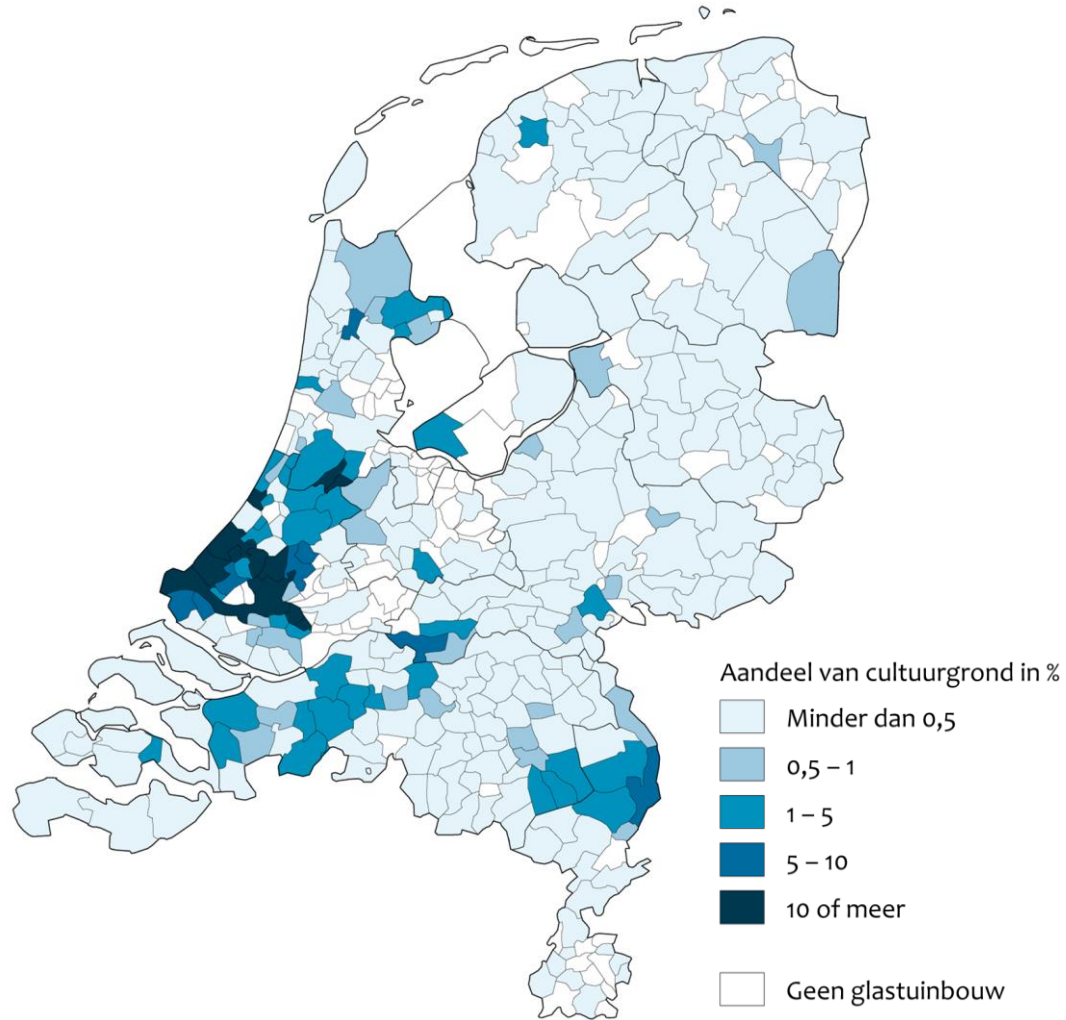 Aandeel van cultuurgrond in %
Minder dan 0,5
0,5 – 1
1 – 5
5 – 10
10 of meer
Geen glastuinbouw